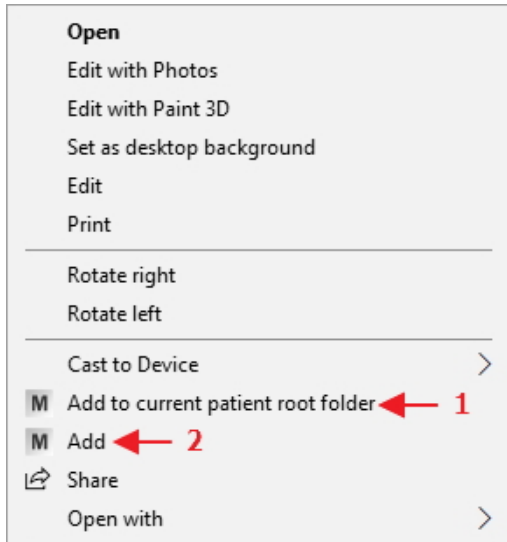 Open
Edit with Photos
Edit with Paint 3D
Set as desktop background
Edit
Print
Rotate right
Rotate left
Cast to Device
M Add to current patient root folder 1
M Add 2
Share
Open with